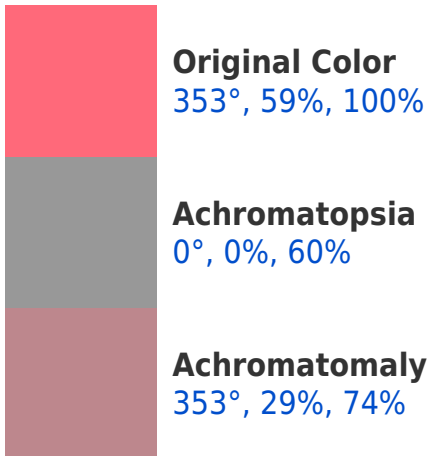 Original Color
353°, 59%, 100%
Achromatopsia
0°, 0%, 60%
Achromatomaly
353°, 29%, 74%